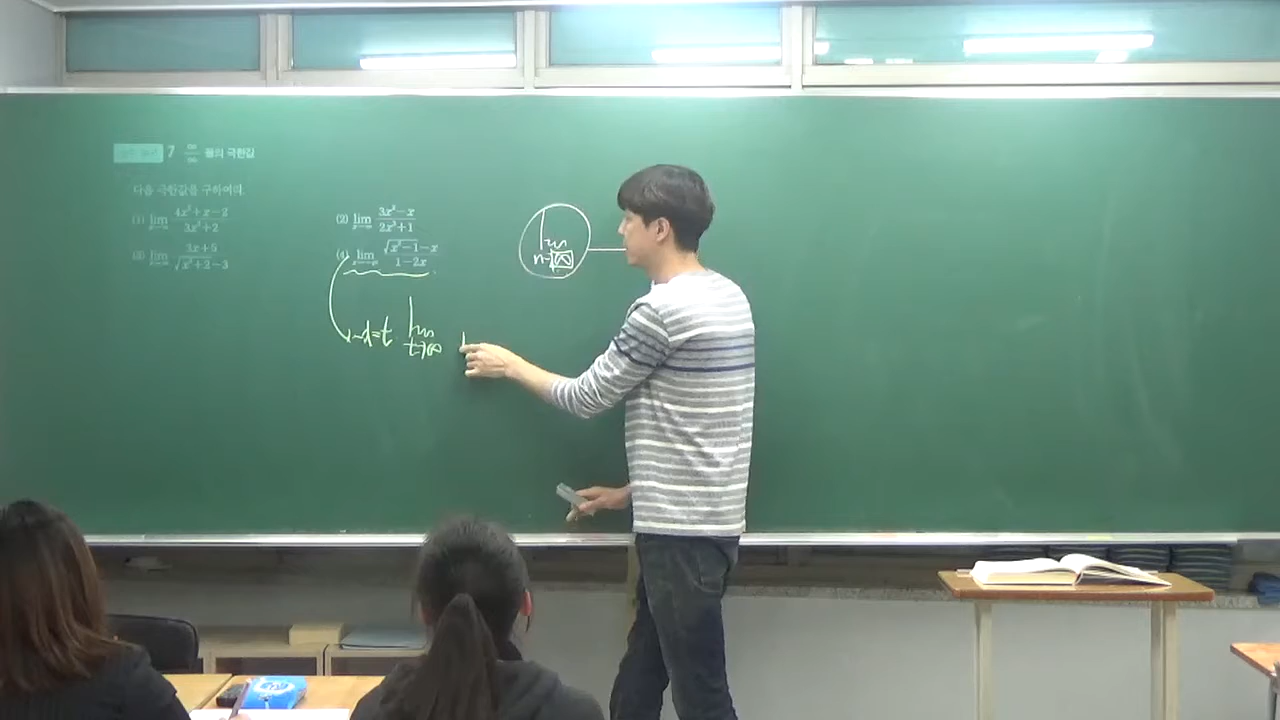 7 ∞/∞ 꼴의 극한값
다음 극한값을 구하여라.
(1) lim (4x²+x-2)/(3x²+2)
(2) lim (3x²-x)/(2x³+1)
(3) lim (3x+5)/(√(x²+2)-3)
(4) lim x→-∞ (√(x²-1)-x)/(1-2x)
-x=t lim t→∞
lim n→∞